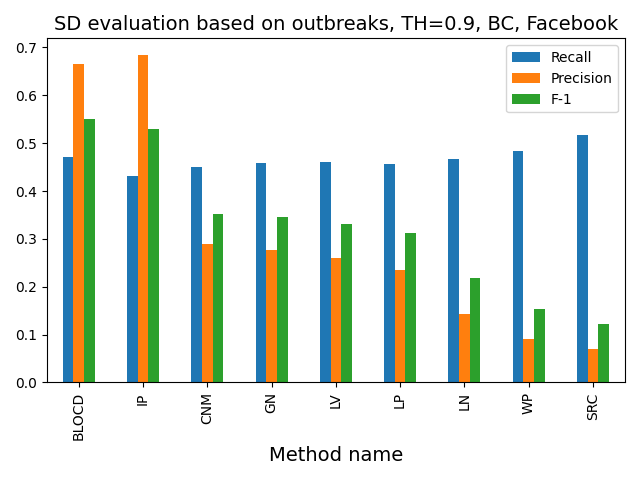 SD evaluation based on outbreaks, TH=0.9, BC, Facebook
Recall
Precision
F-1
0.7
0.6
0.5
0.4
0.3
0.2
0.1
0.0
BLOCD
IP
CNM
GN
LV
LP
LN
WP
SRC
Method name